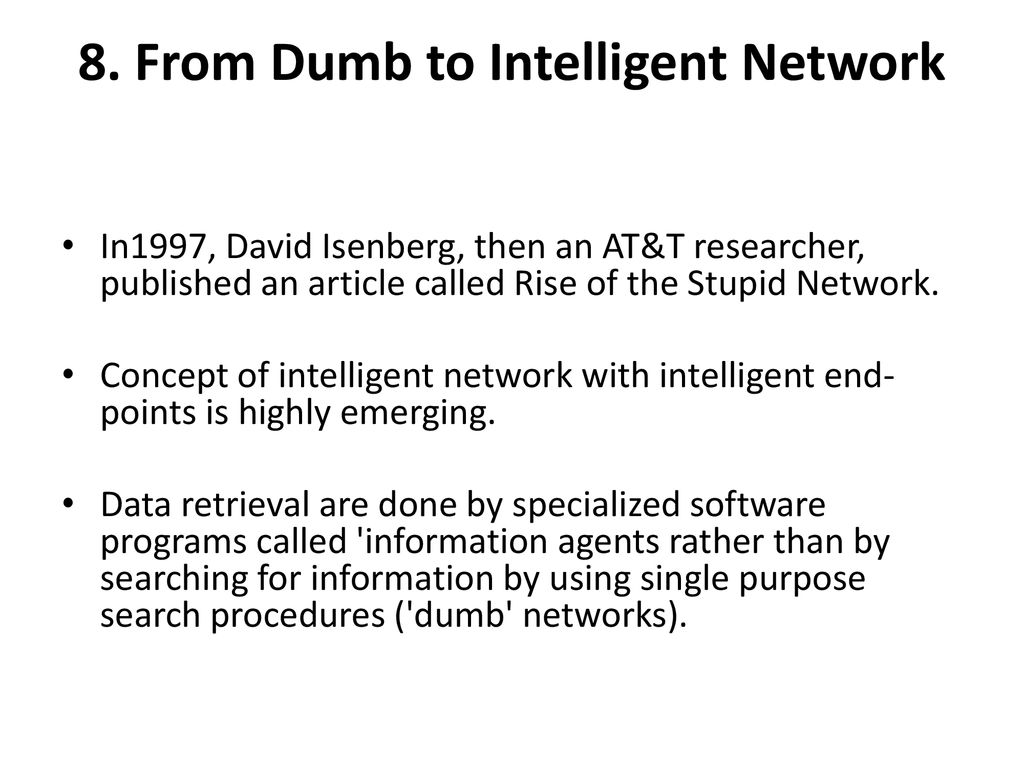 8. From Dumb to Intelligent Network
• In1997, David Isenberg, then an AT&T researcher,
published an article called Rise of the Stupid Network.
• Concept of intelligent network with intelligent end-
points is highly emerging.
• Data retrieval are done by specialized software
programs called 'information agents rather than by
searching for information by using single purpose
search procedures ('dumb' networks).